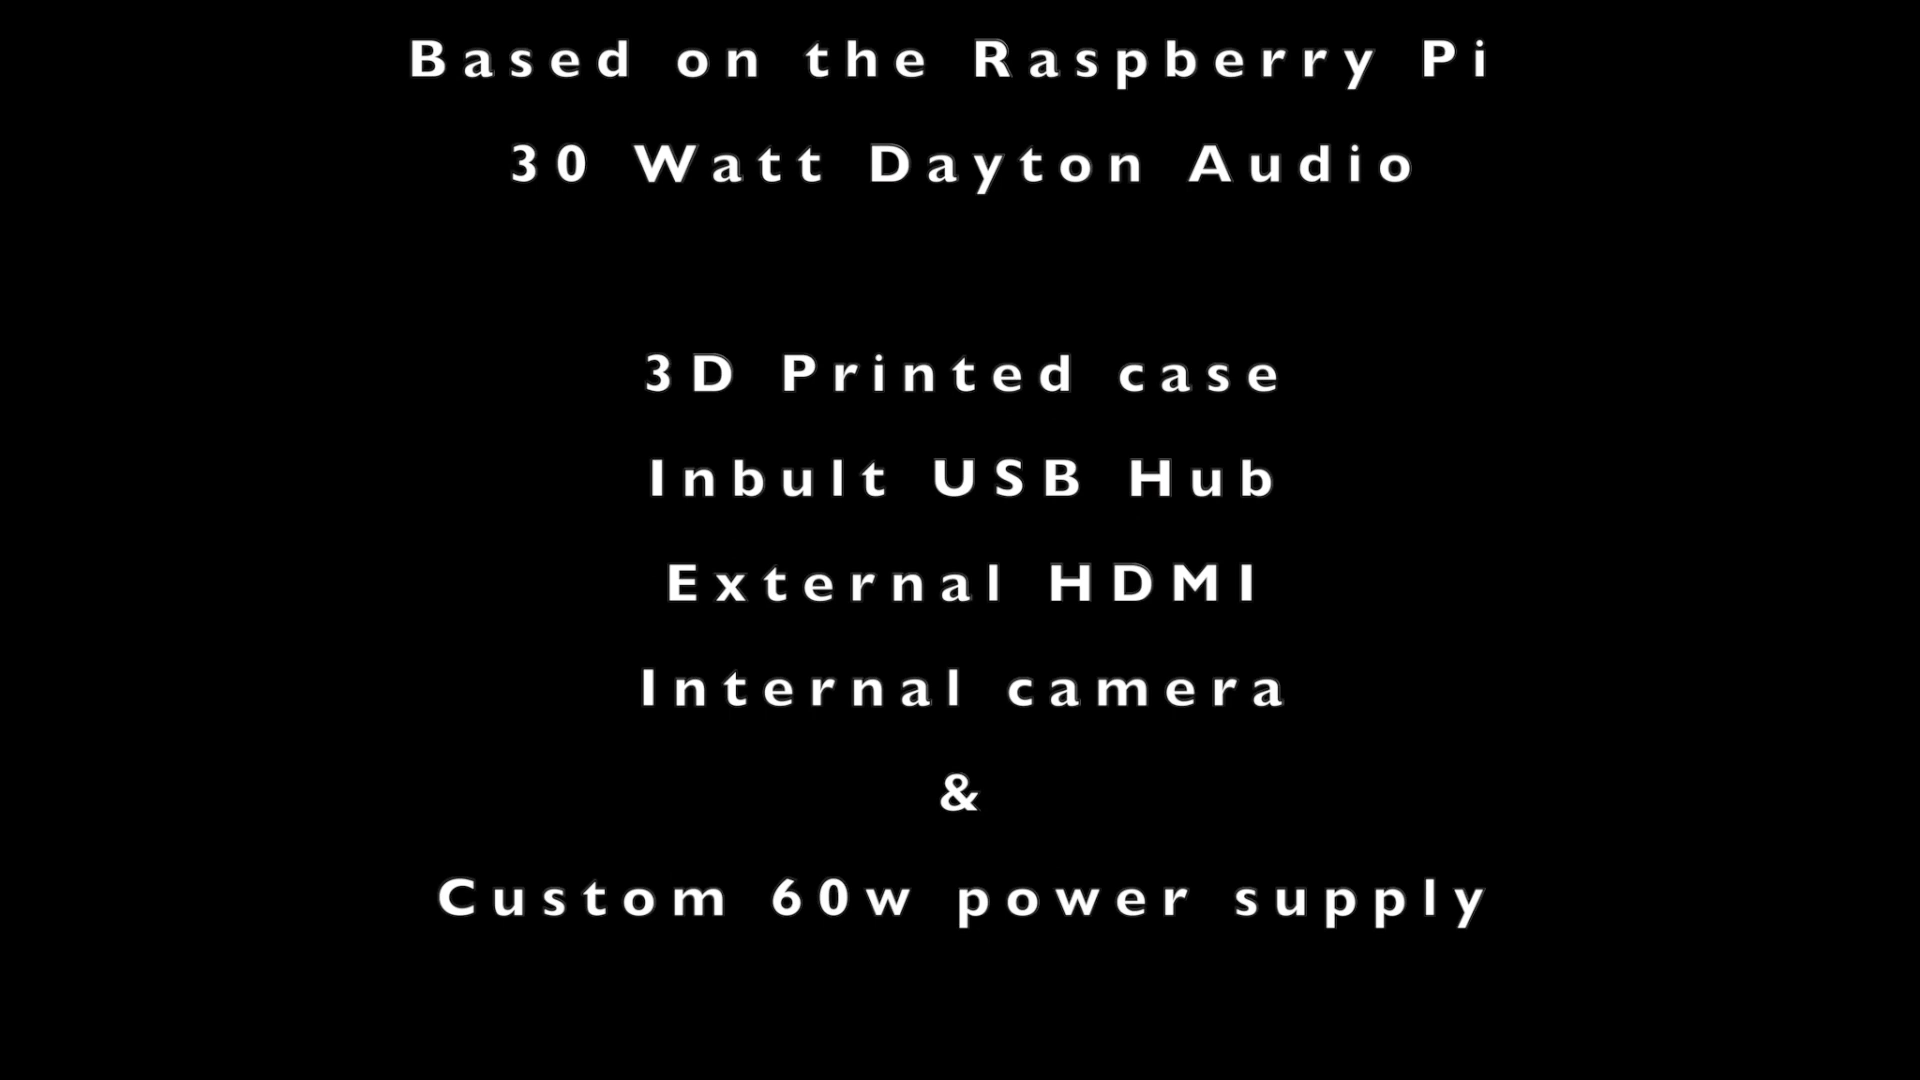 Based on the Raspberry Pi
30 Watt Dayton Audio
3D Printed case
Inbult USB Hub
External HDMI
Internal camera
&
Custom 60w power supply